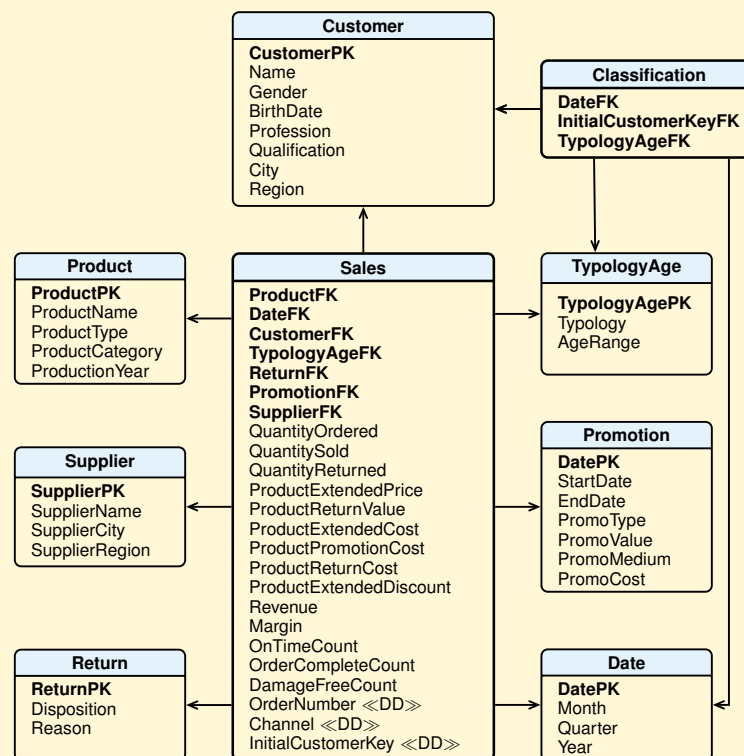 Customer
CustomerPK
Name
Gender
BirthDate
Profession
Qualification
City
Region
Classification
DateFK
InitialCustomerKeyFK
TypologyAgeFK
Product
ProductPK
ProductName
ProductType
ProductCategory
ProductionYear
Sales
ProductFK
DateFK
CustomerFK
TypologyAgeFK
ReturnFK
PromotionFK
SupplierFK
QuantityOrdered
QuantitySold
QuantityReturned
ProductExtendedPrice
ProductReturnValue
ProductExtendedCost
ProductPromotionCost
ProductReturnCost
ProductExtendedDiscount
Revenue
Margin
OnTimeCount
OrderCompleteCount
DamageFreeCount
OrderNumber ≪DD≫
Channel ≪DD≫
InitialCustomerKey ≪DD≫
TypologyAge
TypologyAgePK
Typology
AgeRange
Supplier
SupplierPK
SupplierName
SupplierCity
SupplierRegion
Promotion
DatePK
StartDate
EndDate
PromoType
PromoValue
PromoMedium
PromoCost
Return
ReturnPK
Disposition
Reason
Date
DatePK
Month
Quarter
Year